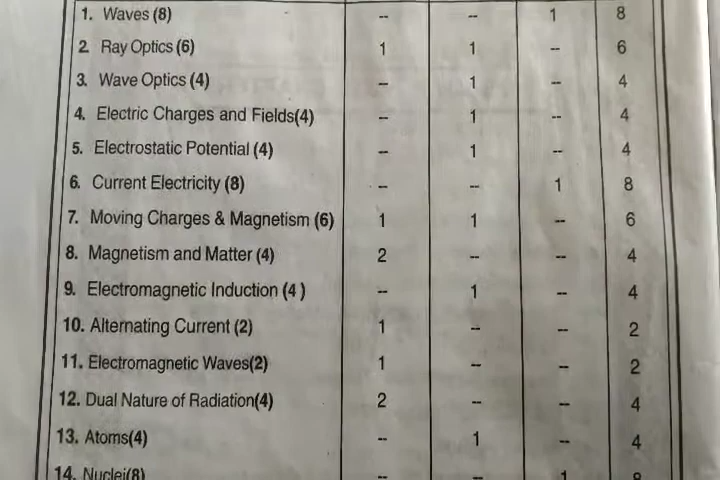 1. Waves (8) -- -- 1 8
2. Ray Optics (6) 1 1 -- 6
3. Wave Optics (4) -- 1 -- 4
4. Electric Charges and Fields(4) -- 1 -- 4
5. Electrostatic Potential (4) -- 1 -- 4
6. Current Electricity (8) -- -- 1 8
7. Moving Charges & Magnetism (6) 1 1 -- 6
8. Magnetism and Matter (4) 2 -- -- 4
9. Electromagnetic Induction (4 ) -- 1 -- 4
10. Alternating Current (2) 1 -- -- 2
11. Electromagnetic Waves(2) 1 -- -- 2
12. Dual Nature of Radiation(4) 2 -- -- 4
13. Atoms(4) -- 1 -- 4
14. Nuclei(8) -- -- 1 8